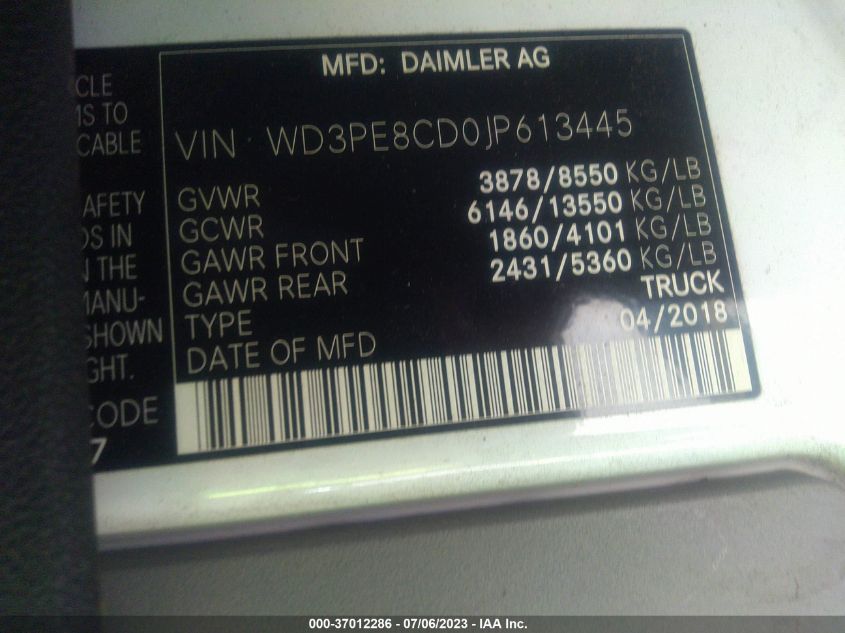 MFD: DAIMLER AG
VIN WD3PE8CD0JP613445
GVWR 3878/8550 KG/LB
GCWR 6146/13550 KG/LB
GAWR FRONT 1860/4101 KG/LB
GAWR REAR 2431/5360 KG/LB
TYPE TRUCK
DATE OF MFD 04/2018
CLE
MS TO
CABLE
AFETY
DS IN
N THE
MANU-
SHOWN
GHT.
CODE
7
000-37012286 - 07/06/2023 - IAA Inc.